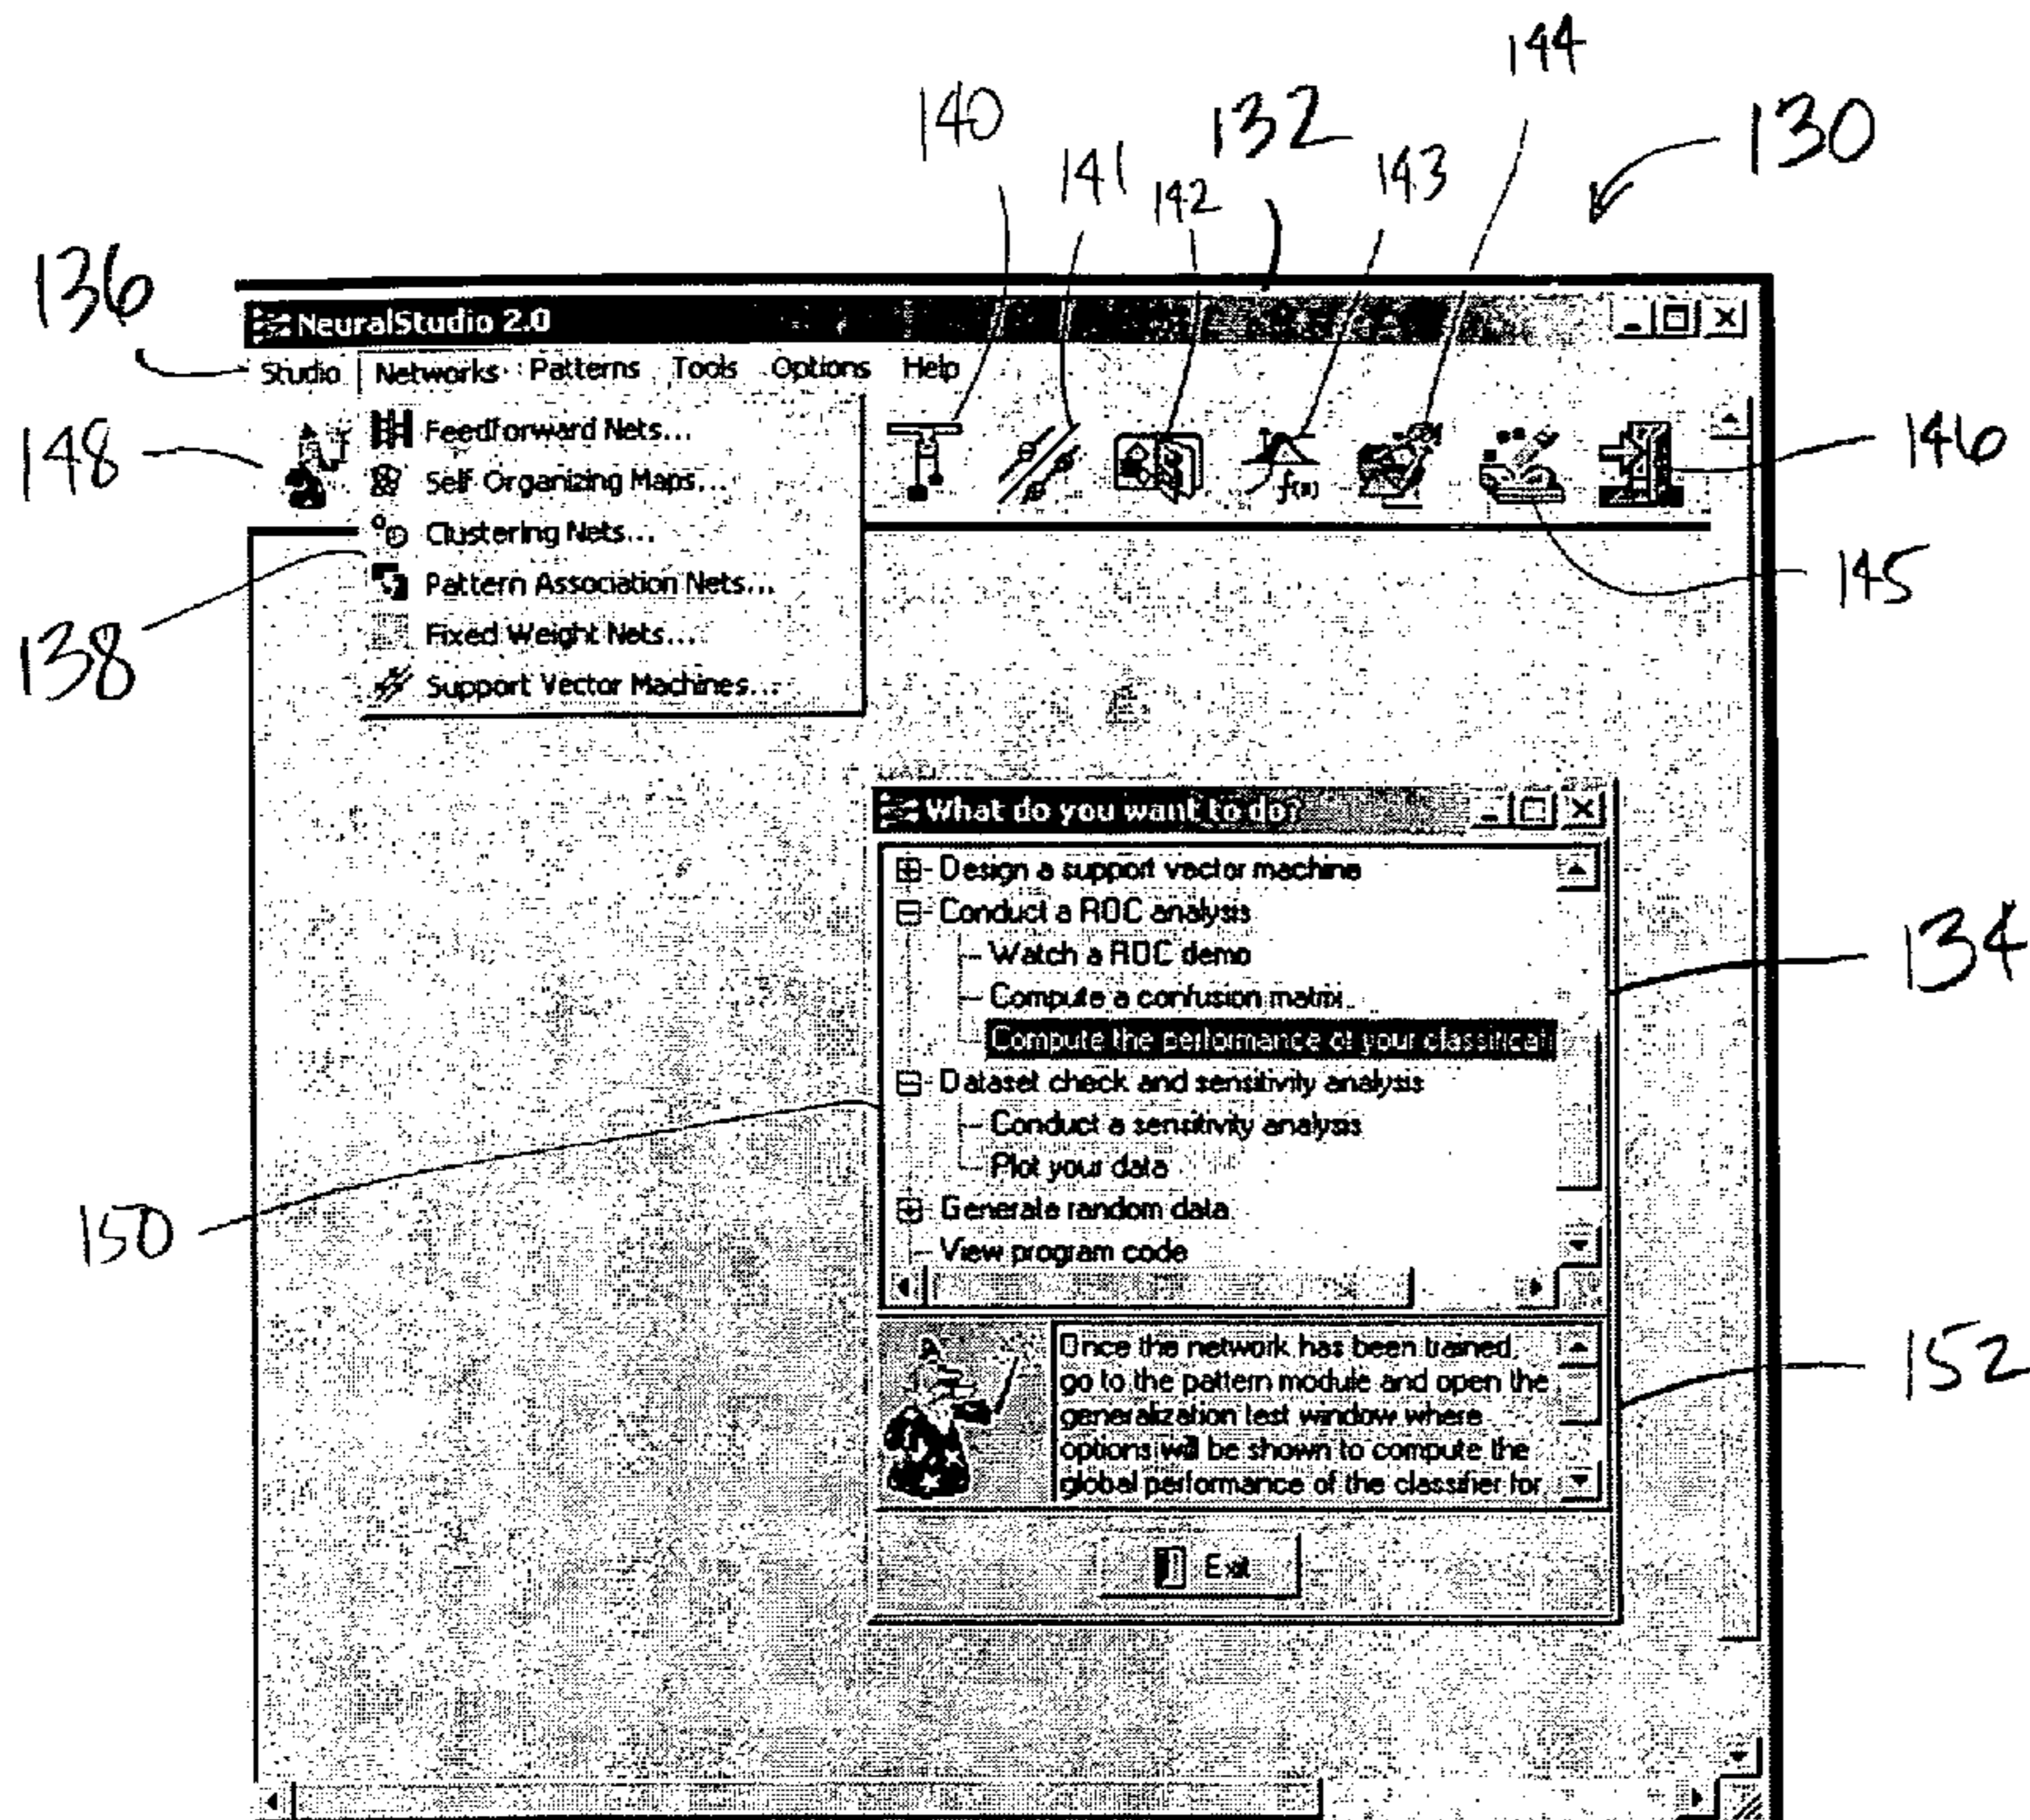 144
140
132
130
141
142
143
136
NeuralStudio 2.0
Studio Networks Patterns Tools Options Help
148
Feedforward Nets...
146
Self Organizing Maps...
f(x)
Clustering Nets...
145
Pattern Association Nets...
138
Fixed Weight Nets...
Support Vector Machines...
What do you want to do?
Design a support vector machine
Conduct a ROC analysis
134
Watch a ROC demo
Compute a confusion matrix
Compute the performance of your classificati
Dataset check and sensitivity analysis
Conduct a sensitivity analysis
Plot your data
150
Generate random data
View program code
Once the network has been trained,
go to the pattern module and open the
152
generalization test window where
options will be shown to compute the
global performance of the classifier for
Exit